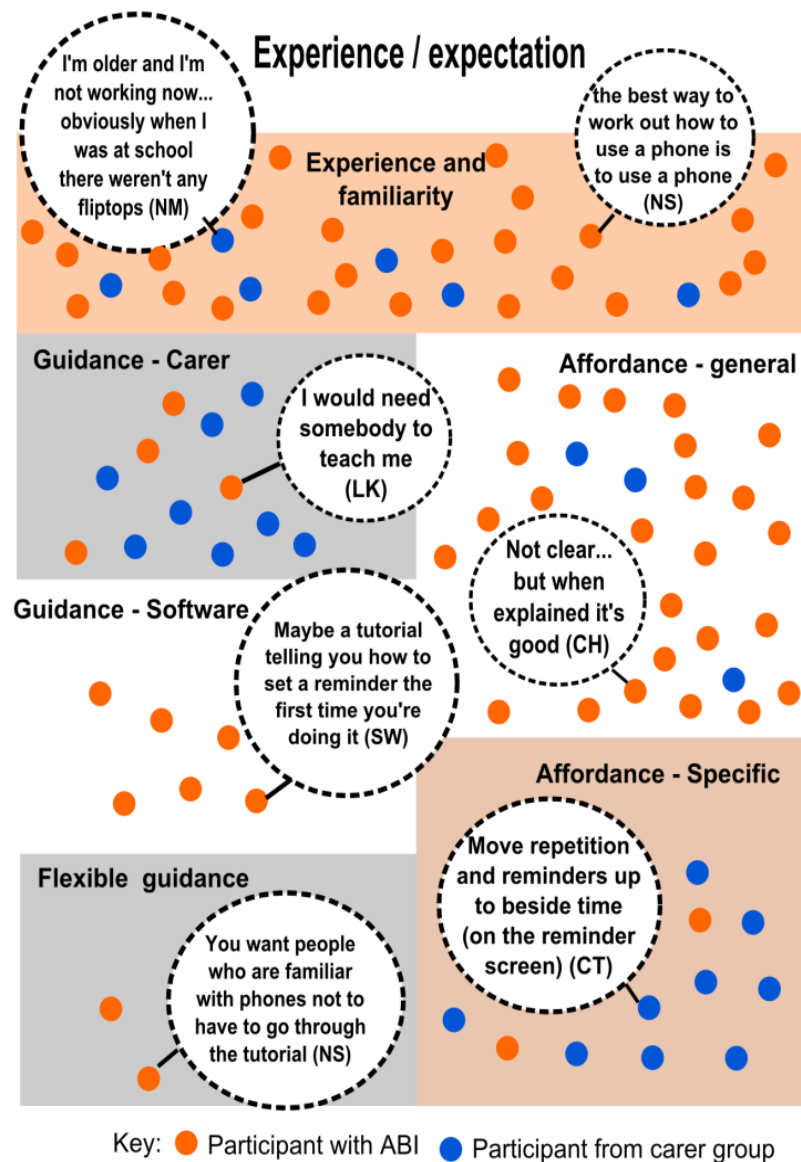 Experience / expectation
I'm older and I'm
not working now...
obviously when I
was at school
there weren't any
fliptops (NM)
the best way to
work out how to
use a phone is
to use a phone
(NS)
Experience and
familiarity
Guidance - Carer
I would need
somebody to
teach me
(LK)
Affordance - general
Not clear...
but when
explained it's
good (CH)
Guidance - Software
Maybe a tutorial
telling you how to
set a reminder the
first time you're
doing it (SW)
Affordance - Specific
Move repetition
and reminders up
to beside time
(on the reminder
screen) (CT)
Flexible guidance
You want people
who are familiar
with phones not to
have to go through
the tutorial (NS)
Key: Participant with ABI Participant from carer group